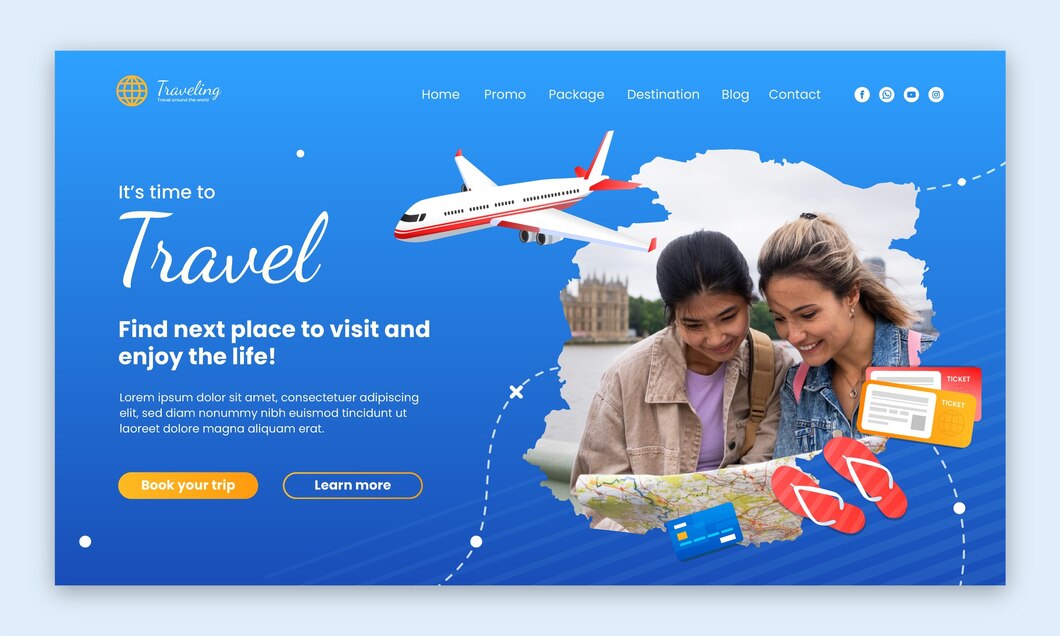 Traveling
Travel around the world
Home Promo Package Destination Blog Contact
It's time to
Travel
Find next place to visit and
enjoy the life!
Lorem ipsum dolor sit amet, consectetuer adipiscing
elit, sed diam nonummy nibh euismod tincidunt ut
laoreet dolore magna aliquam erat.
Book your trip
Learn more
TICKET
TICKET